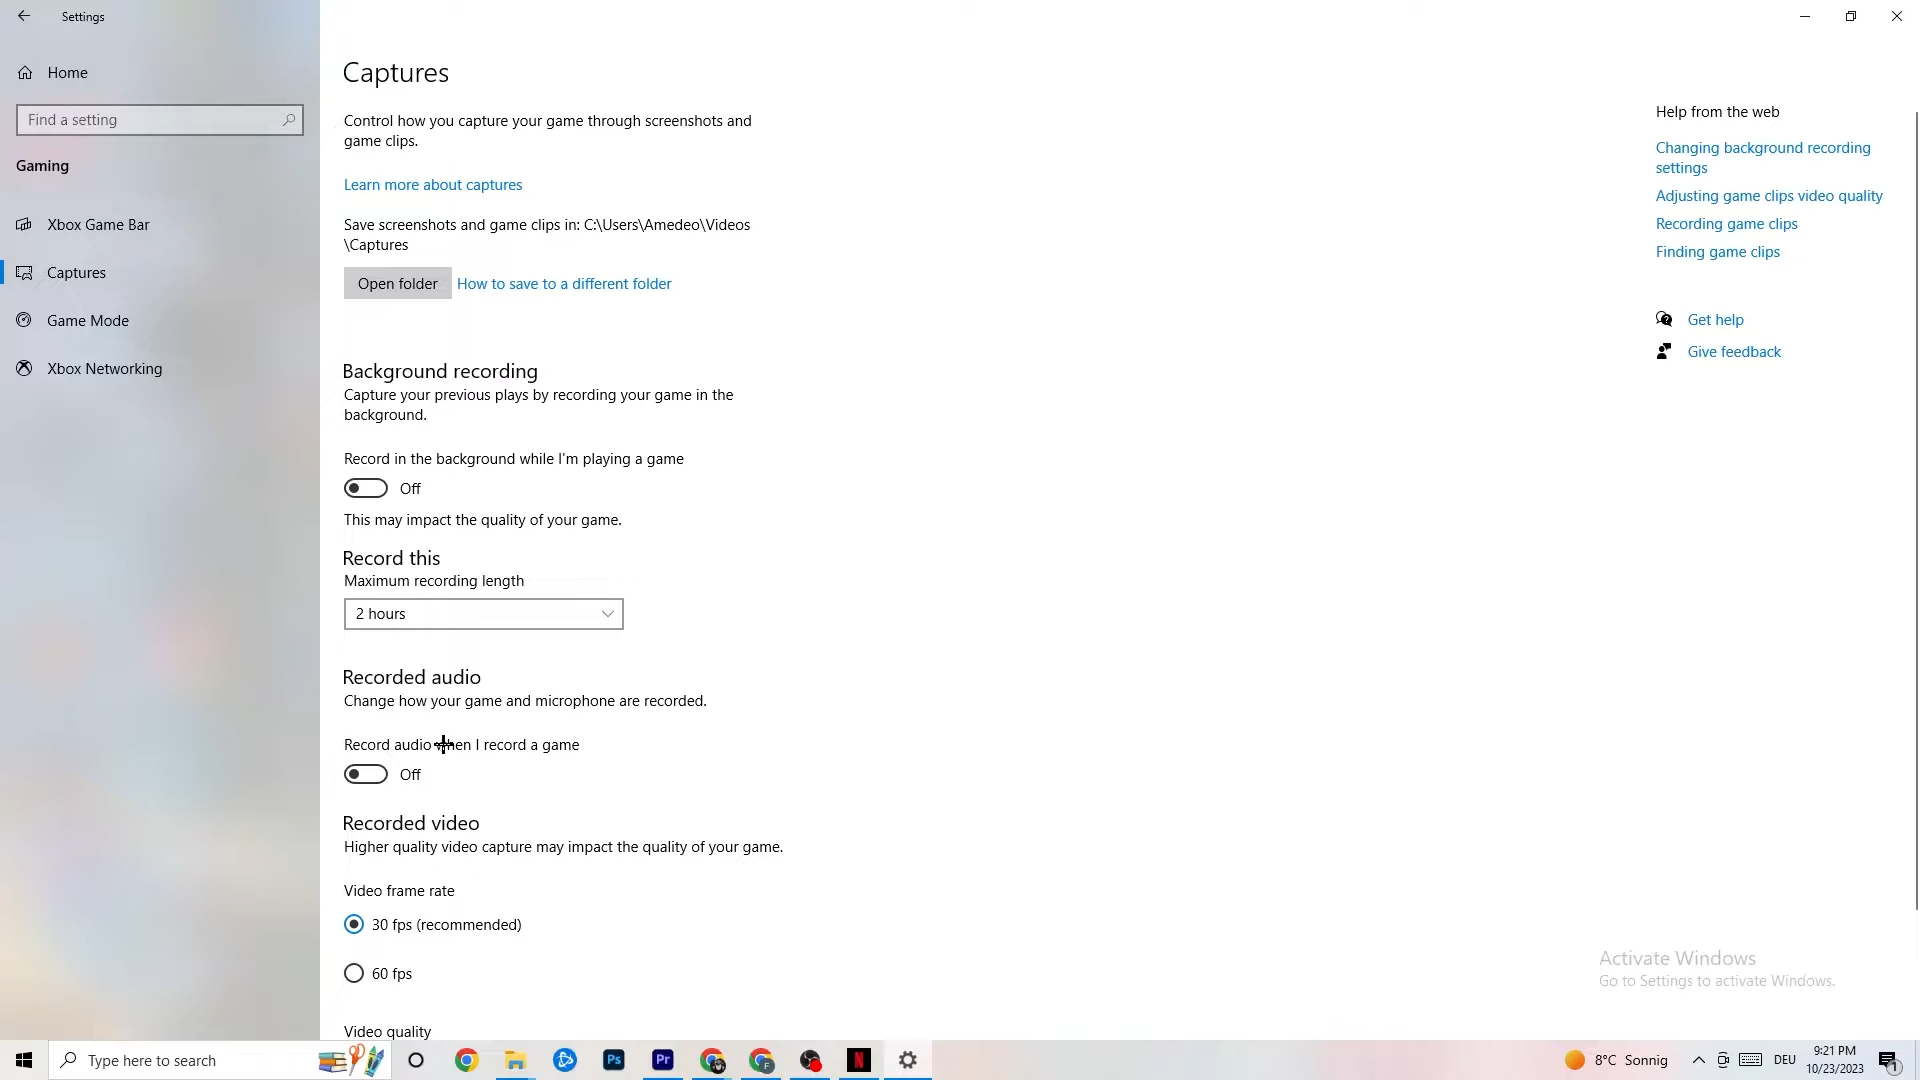 Settings
Home
Find a setting
Gaming
Xbox Game Bar
Captures
Game Mode
Xbox Networking
Captures
Control how you capture your game through screenshots and
game clips.
Learn more about captures
Save screenshots and game clips in: C:\Users\Amedeo\Videos
\Captures
Open folder
How to save to a different folder
Background recording
Capture your previous plays by recording your game in the
background.
Record in the background while I'm playing a game
Off
This may impact the quality of your game.
Record this
Maximum recording length
2 hours
Recorded audio
Change how your game and microphone are recorded.
Record audio when I record a game
Off
Recorded video
Higher quality video capture may impact the quality of your game.
Video frame rate
30 fps (recommended)
60 fps
Video quality
Help from the web
Changing background recording
settings
Adjusting game clips video quality
Recording game clips
Finding game clips
Get help
Give feedback
Activate Windows
Go to Settings to activate Windows.
Type here to search
Ps
Pr
F
N
8°C Sonnig
DEU
9:21 PM
10/23/2023
1